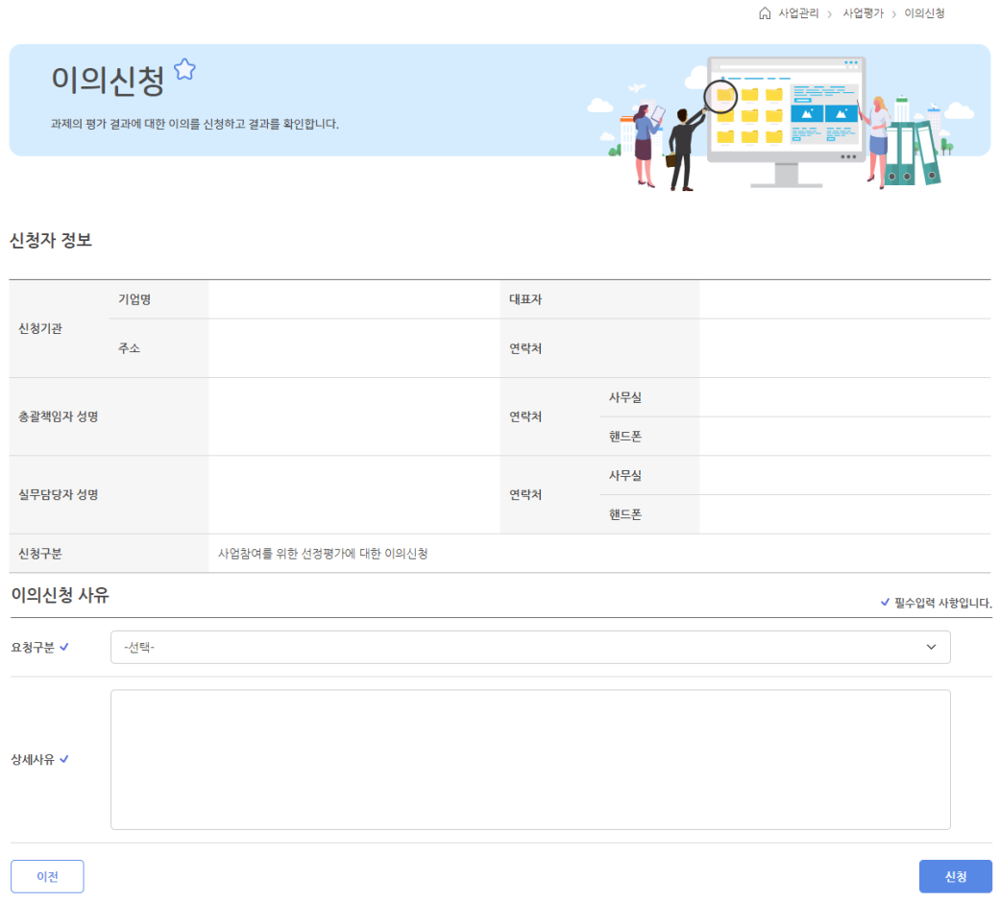 사업관리 > 사업평가 > 이의신청
이의신청
과제의 평가 결과에 대한 이의를 신청하고 결과를 확인합니다.
신청자 정보
신청기관
기업명
대표자
주소
연락처
총괄책임자 성명
연락처
사무실
핸드폰
실무담당자 성명
연락처
사무실
핸드폰
신청구분
사업참여를 위한 선정평가에 대한 이의신청
이의신청 사유
✓ 필수입력 사항입니다.
요청구분 ✓
-선택-
상세사유 ✓
이전
신청